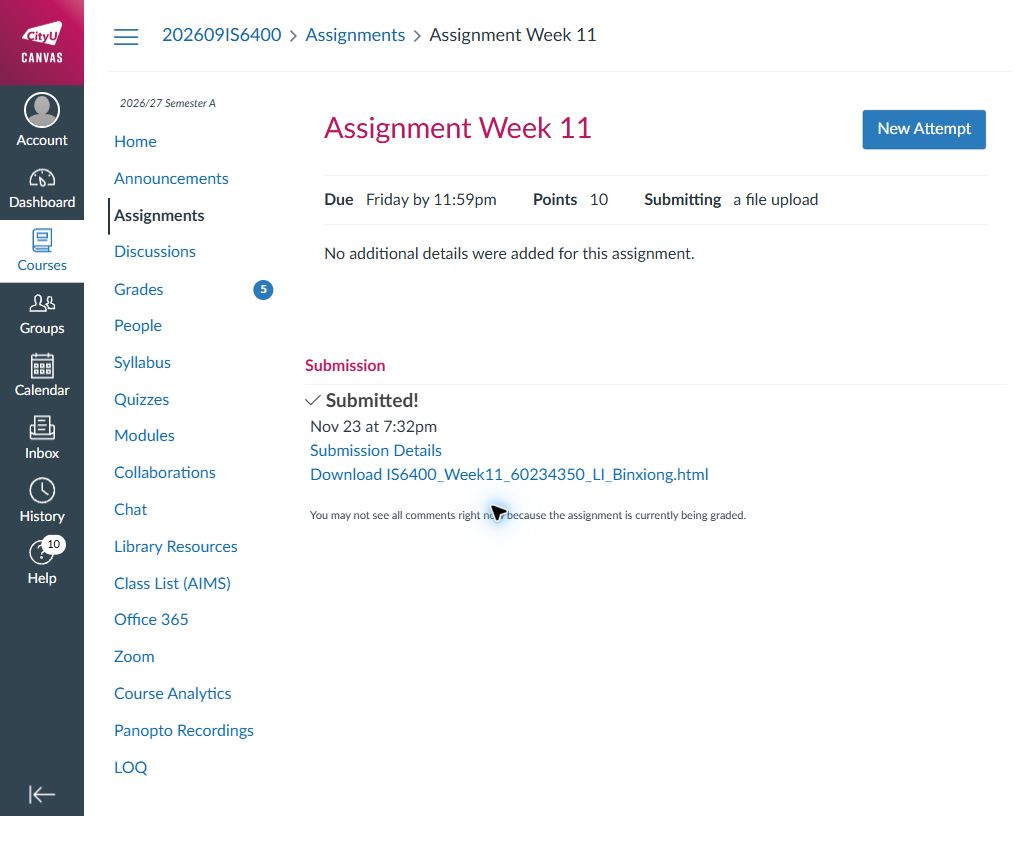 CityU
CANVAS
Account
Dashboard
Courses
Groups
Calendar
Inbox
History
10
Help
202609IS6400 > Assignments > Assignment Week 11
2026/27 Semester A
Home
Announcements
Assignments
Discussions
Grades 5
People
Syllabus
Quizzes
Modules
Collaborations
Chat
Library Resources
Class List (AIMS)
Office 365
Zoom
Course Analytics
Panopto Recordings
LOQ
Assignment Week 11
New Attempt
Due Friday by 11:59pm Points 10 Submitting a file upload
No additional details were added for this assignment.
Submission
Submitted!
Nov 23 at 7:32pm
Submission Details
Download IS6400_Week11_60234350_LI_Binxiong.html
You may not see all comments right now because the assignment is currently being graded.